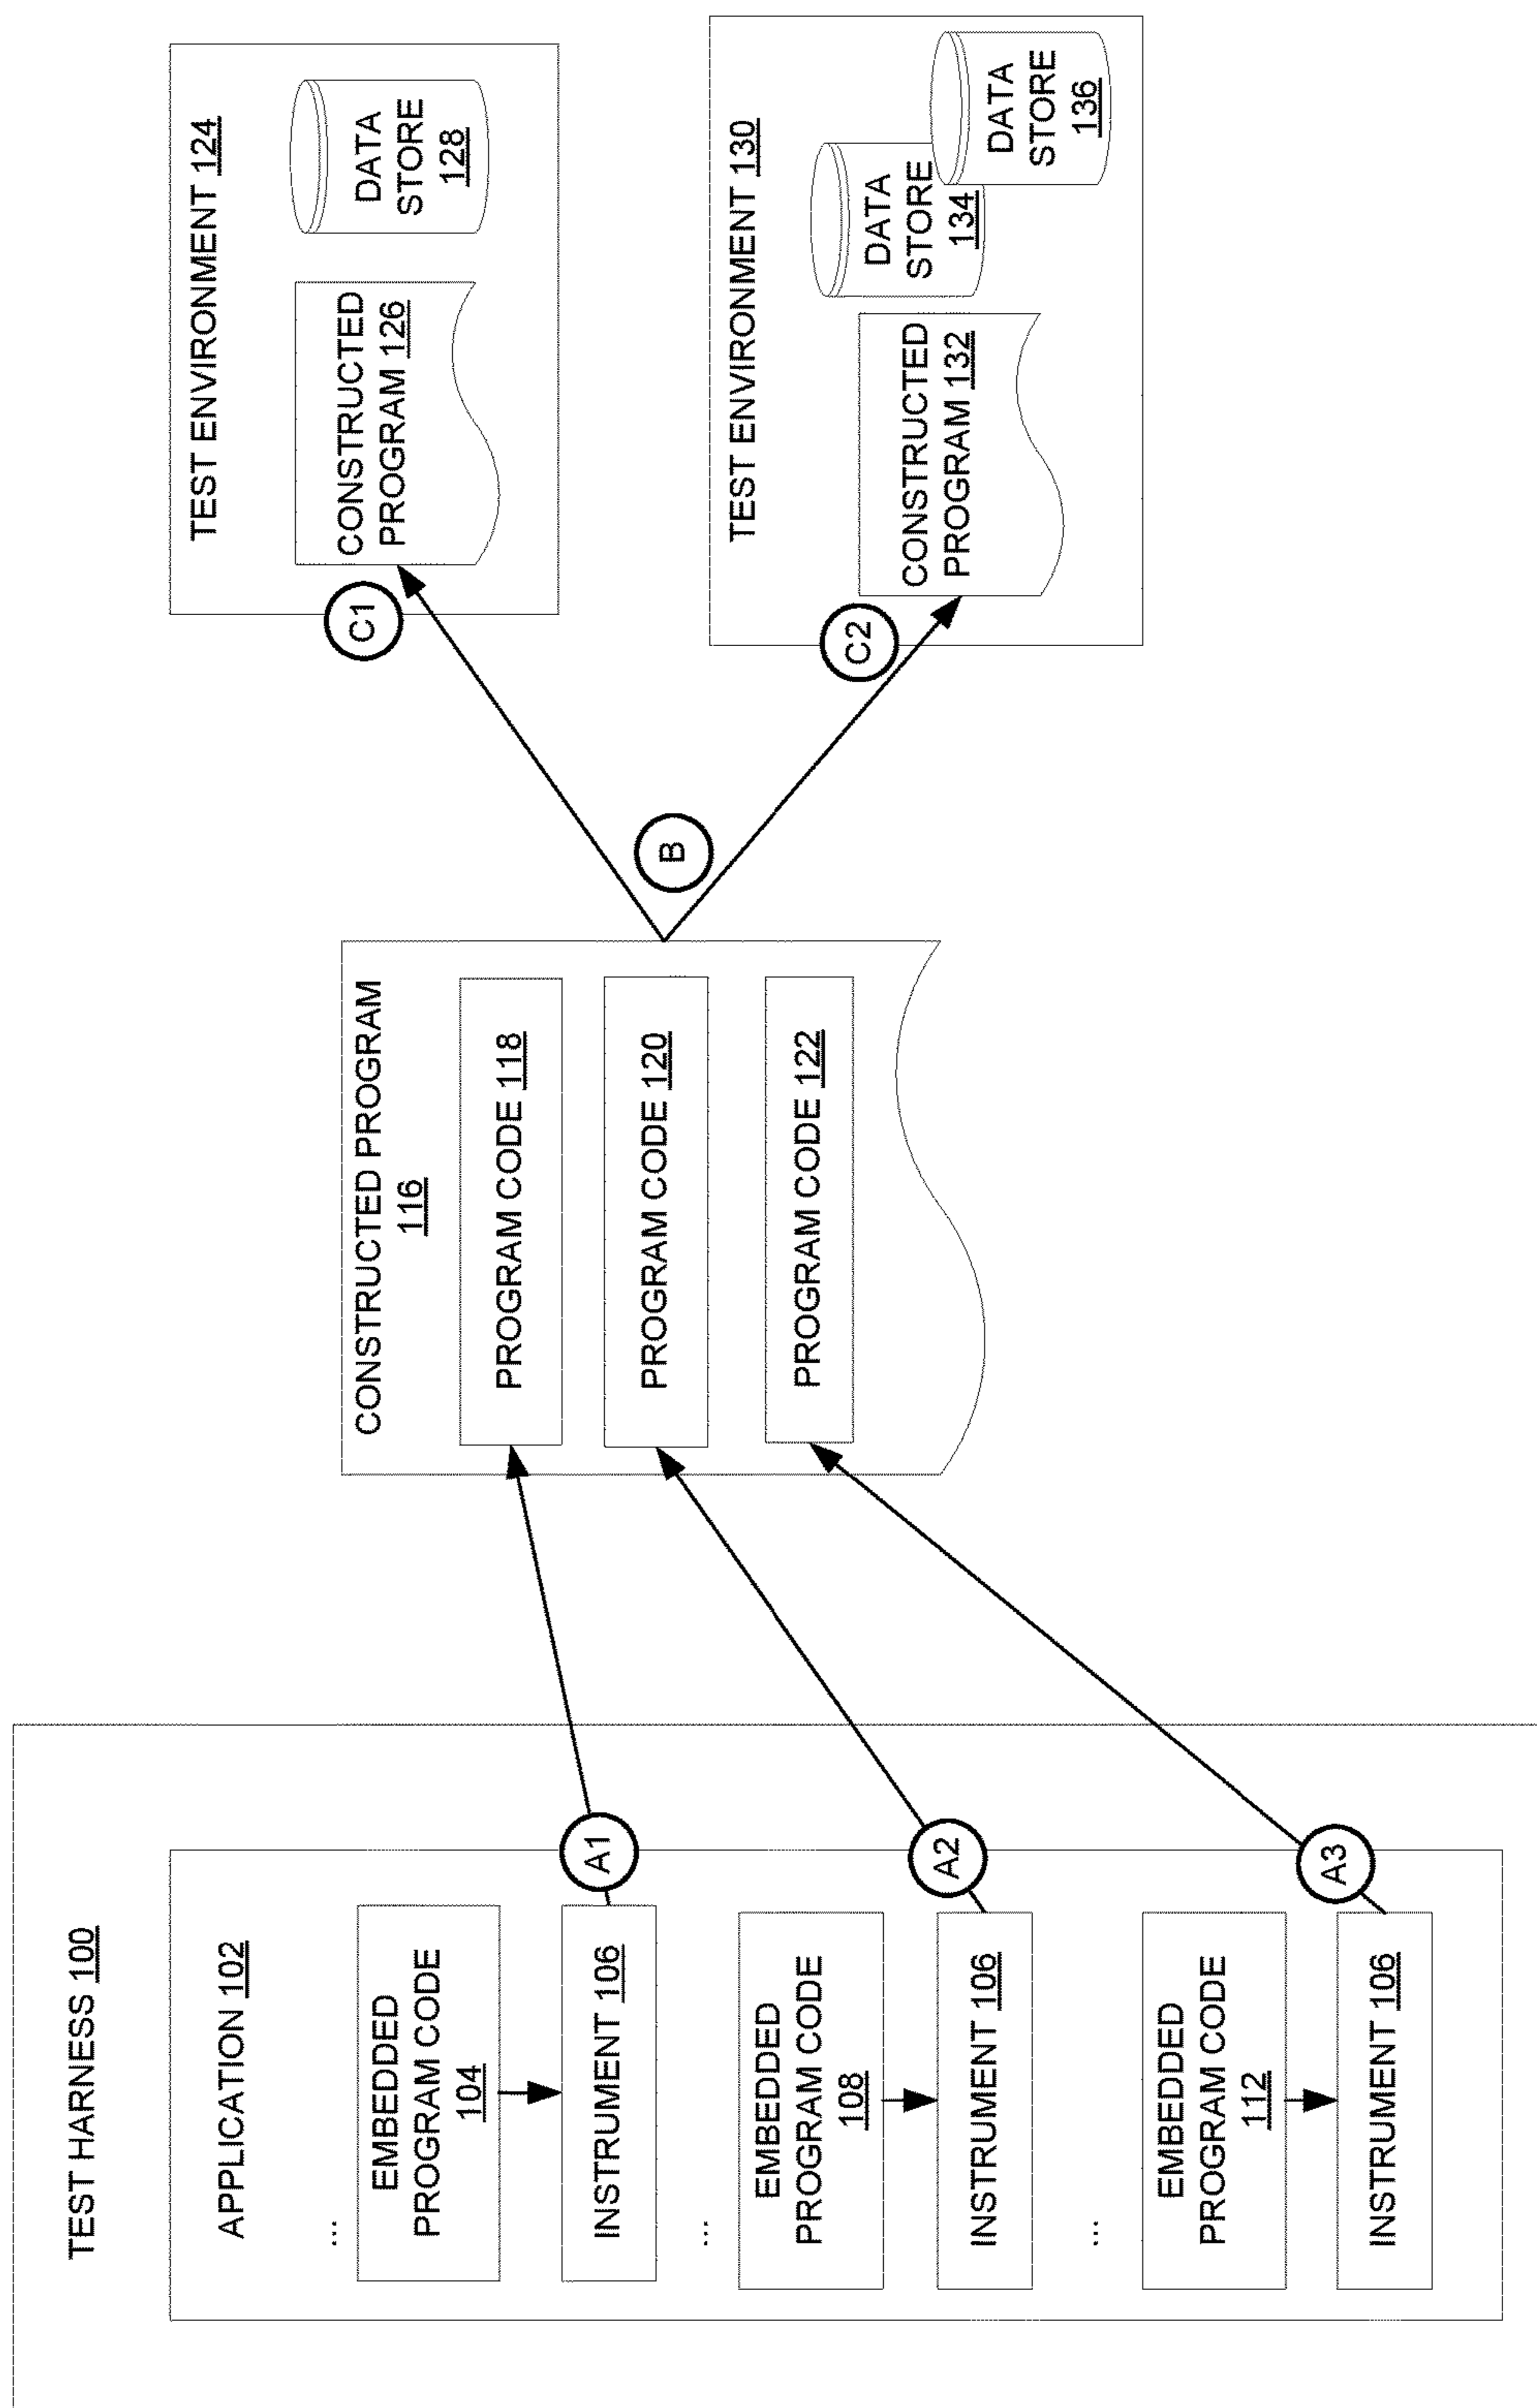 TEST HARNESS 100
APPLICATION 102
...
EMBEDDED
PROGRAM CODE
104
INSTRUMENT 106
...
EMBEDDED
PROGRAM CODE
108
INSTRUMENT 106
...
EMBEDDED
PROGRAM CODE
112
INSTRUMENT 106
A1
A2
A3
CONSTRUCTED PROGRAM
116
PROGRAM CODE 118
PROGRAM CODE 120
PROGRAM CODE 122
B
C1
TEST ENVIRONMENT 124
CONSTRUCTED
PROGRAM 126
DATA
STORE
128
C2
TEST ENVIRONMENT 130
CONSTRUCTED
PROGRAM 132
DATA
STORE
134
DATA
STORE
136